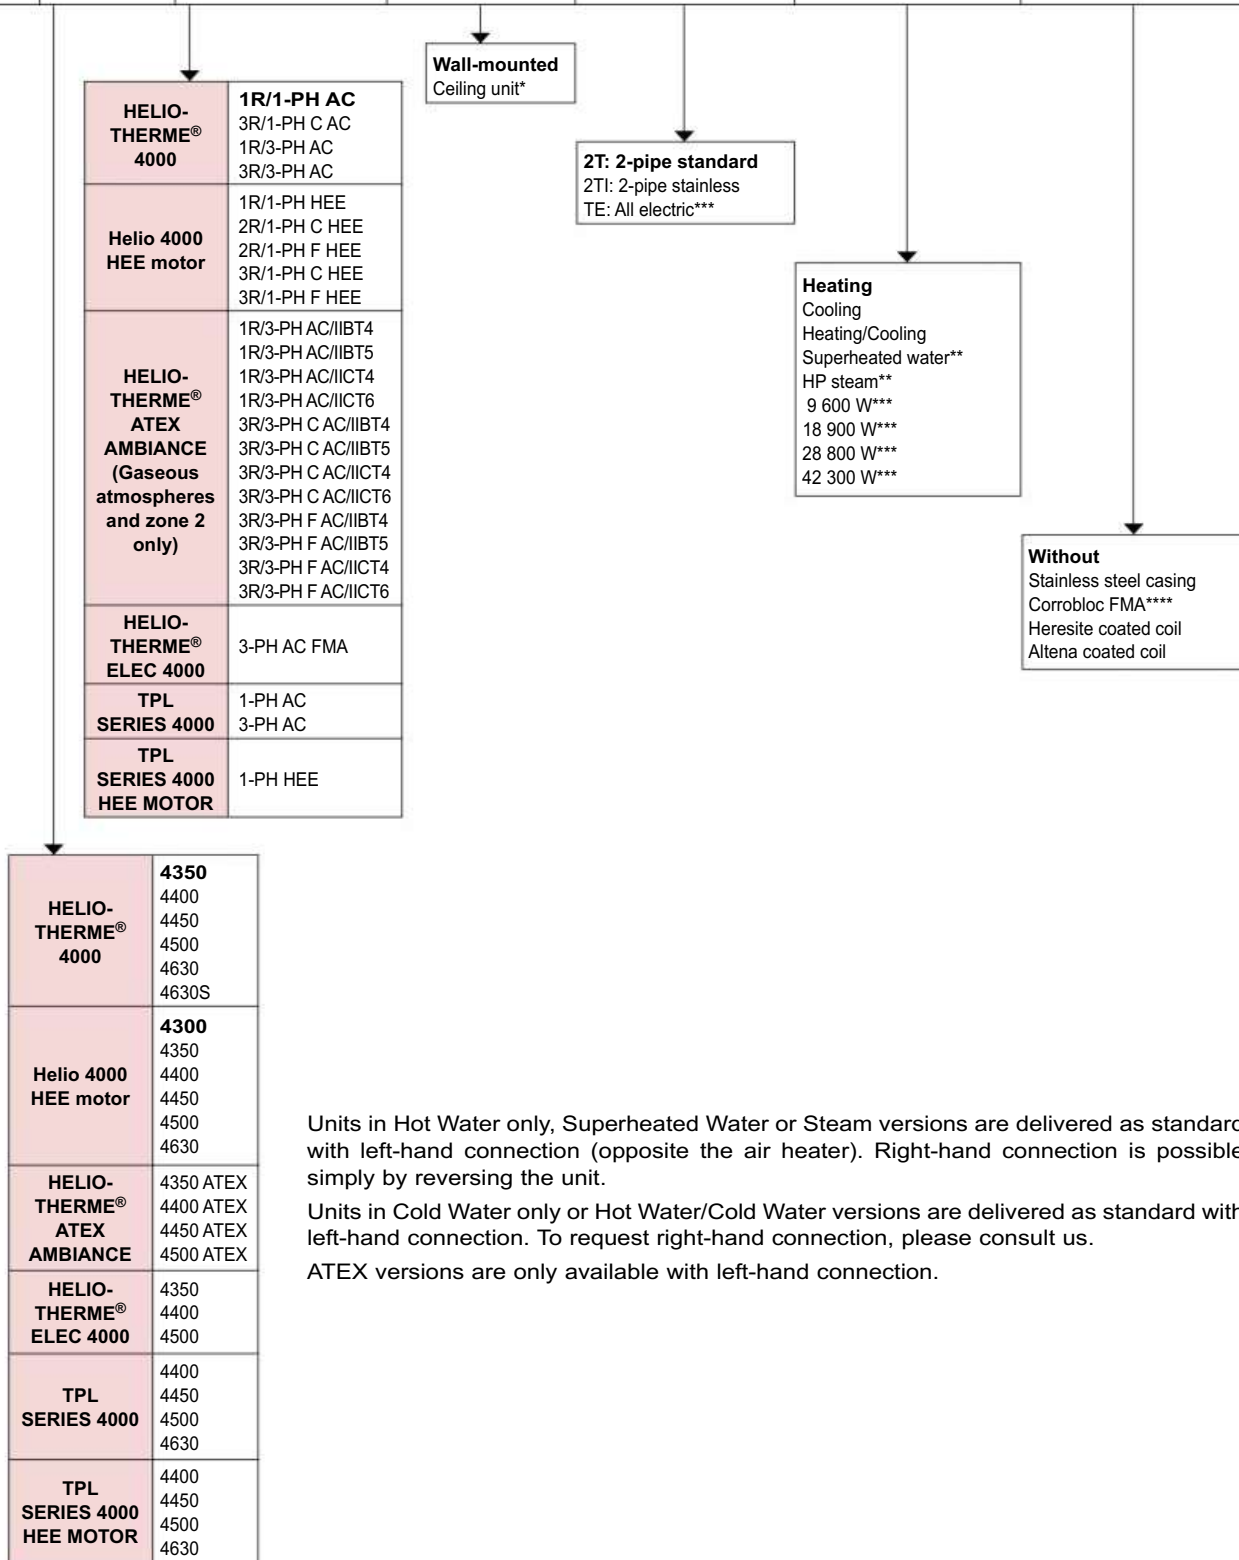 Wall-mounted
Ceiling unit*
HELIO-
THERME®
4000
1R/1-PH AC
3R/1-PH C AC
1R/3-PH AC
3R/3-PH AC
2T: 2-pipe standard
2TI: 2-pipe stainless
TE: All electric***
Helio 4000
HEE motor
1R/1-PH HEE
2R/1-PH C HEE
2R/1-PH F HEE
3R/1-PH C HEE
3R/1-PH F HEE
Heating
Cooling
Heating/Cooling
Superheated water**
HP steam**
9 600 W***
18 900 W***
28 800 W***
42 300 W***
HELIO-
THERME®
ATEX
AMBIANCE
(Gaseous
atmospheres
and zone 2
only)
1R/3-PH AC/IIBT4
1R/3-PH AC/IIBT5
1R/3-PH AC/IICT4
1R/3-PH AC/IICT6
3R/3-PH C AC/IIBT4
3R/3-PH C AC/IIBT5
3R/3-PH C AC/IICT4
3R/3-PH C AC/IICT6
3R/3-PH F AC/IIBT4
3R/3-PH F AC/IIBT5
3R/3-PH F AC/IICT4
3R/3-PH F AC/IICT6
Without
Stainless steel casing
Corrobloc FMA****
Heresite coated coil
Altena coated coil
HELIO-
THERME®
ELEC 4000
3-PH AC FMA
TPL
SERIES 4000
1-PH AC
3-PH AC
TPL
SERIES 4000
HEE MOTOR
1-PH HEE
HELIO-
THERME®
4000
4350
4400
4450
4500
4630
4630S
Helio 4000
HEE motor
4300
4350
4400
4450
4500
4630
HELIO-
THERME®
ATEX
AMBIANCE
4350 ATEX
4400 ATEX
4450 ATEX
4500 ATEX
HELIO-
THERME®
ELEC 4000
4350
4400
4500
TPL
SERIES 4000
4400
4450
4500
4630
TPL
SERIES 4000
HEE MOTOR
4400
4450
4500
4630
Units in Hot Water only, Superheated Water or Steam versions are delivered as standard
with left-hand connection (opposite the air heater). Right-hand connection is possible
simply by reversing the unit.
Units in Cold Water only or Hot Water/Cold Water versions are delivered as standard with
left-hand connection. To request right-hand connection, please consult us.
ATEX versions are only available with left-hand connection.